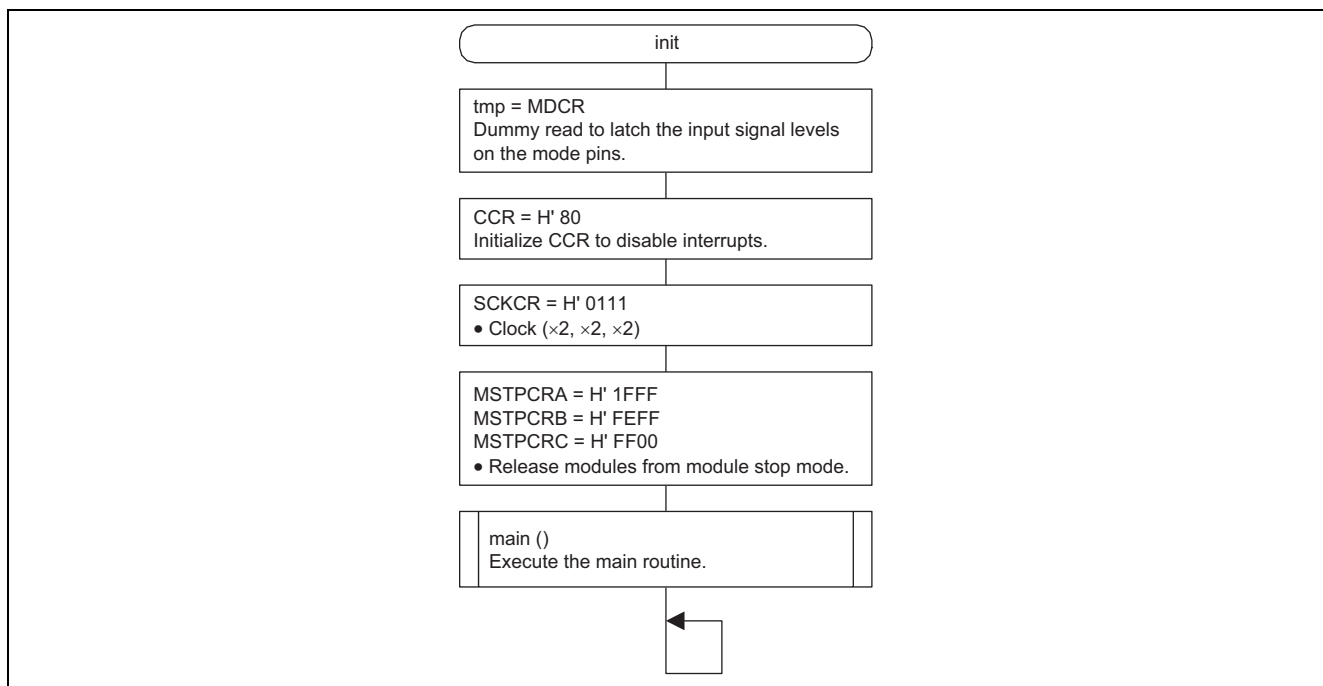 init
tmp = MDCR
Dummy read to latch the input signal levels
on the mode pins.
CCR = H' 80
Initialize CCR to disable interrupts.
SCKCR = H' 0111
• Clock (×2, ×2, ×2)
MSTPCRA = H' 1FFF
MSTPCRB = H' FEFF
MSTPCRC = H' FF00
• Release modules from module stop mode.
main ()
Execute the main routine.